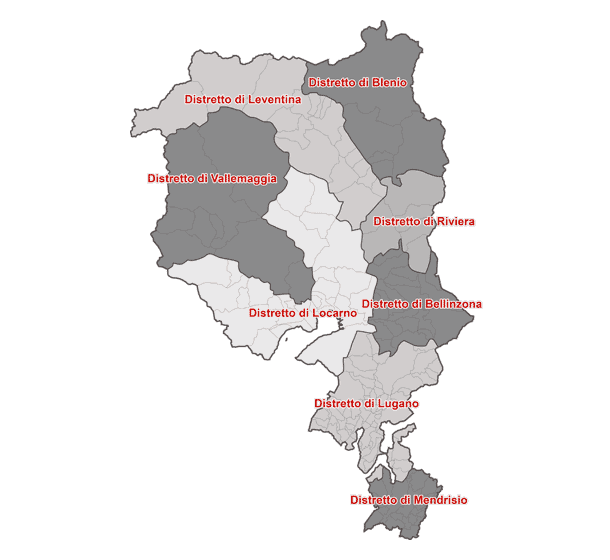 Distretto di Blenio
Distretto di Leventina
Distretto di Vallemaggia
Distretto di Riviera
Distretto di Bellinzona
Distretto di Locarno
Distretto di Lugano
Distretto di Mendrisio